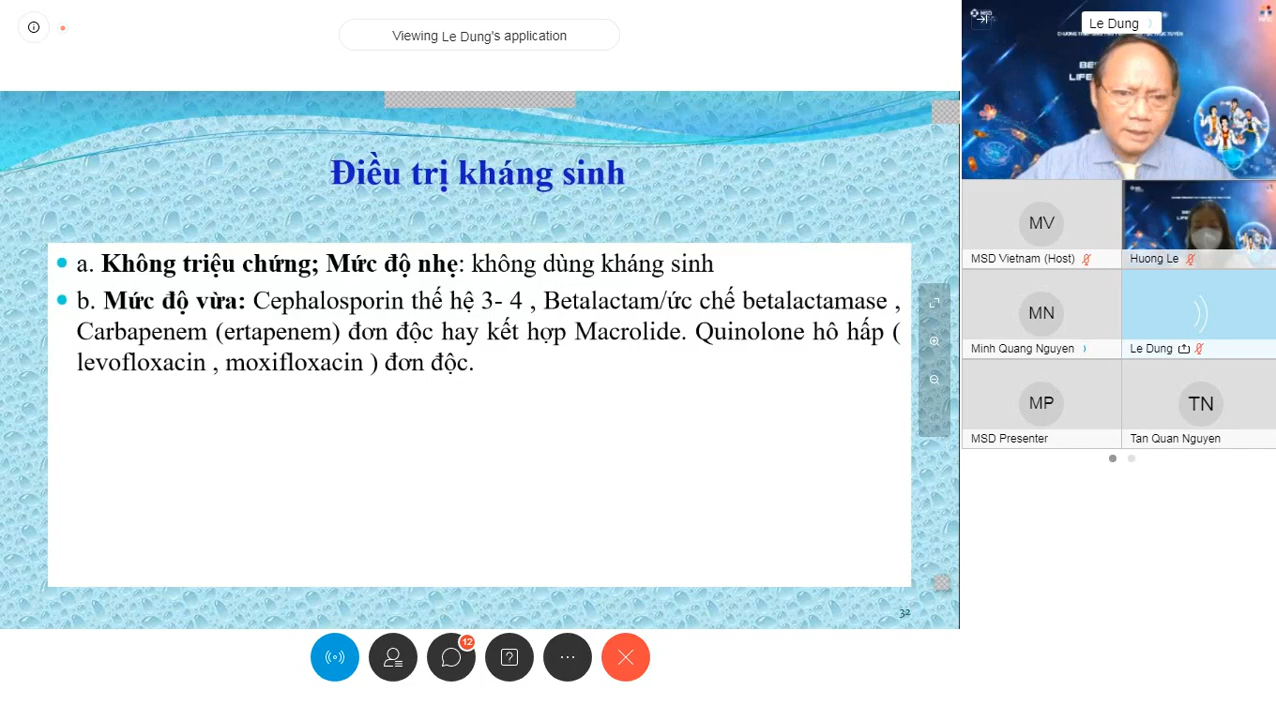 Viewing Le Dung's application
Điều trị kháng sinh
a. Không triệu chứng; Mức độ nhẹ: không dùng kháng sinh
b. Mức độ vừa: Cephalosporin thế hệ 3- 4 , Betalactam/ức chế betalactamase ,
Carbapenem (ertapenem) đơn độc hay kết hợp Macrolide. Quinolone hô hấp (
levofloxacin , moxifloxacin ) đơn độc.
32
12
MSD
Le Dung
MV
MSD Vietnam (Host)
Huong Le
MN
Minh Quang Nguyen
Le Dung
MP
MSD Presenter
TN
Tan Quan Nguyen